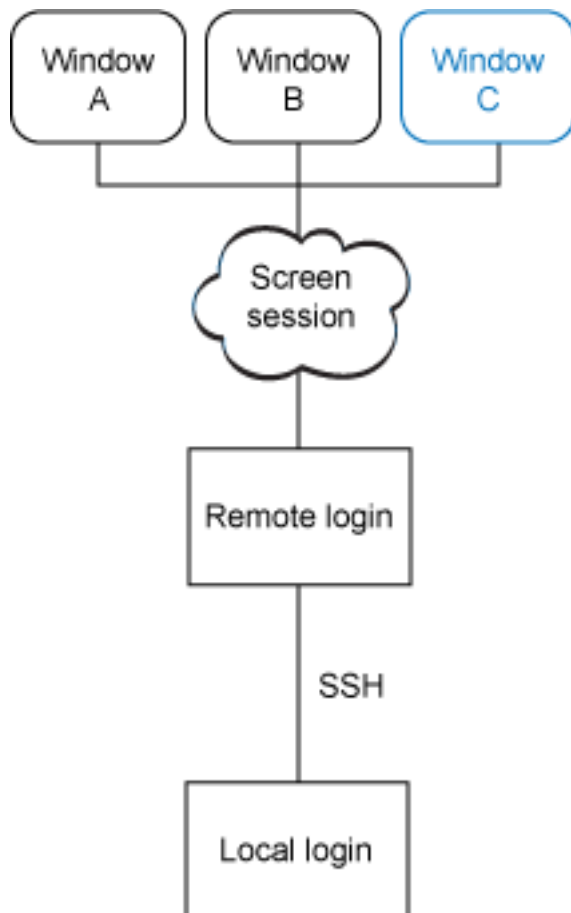 Window
A
Window
B
Window
C
Screen
session
Remote login
SSH
Local login